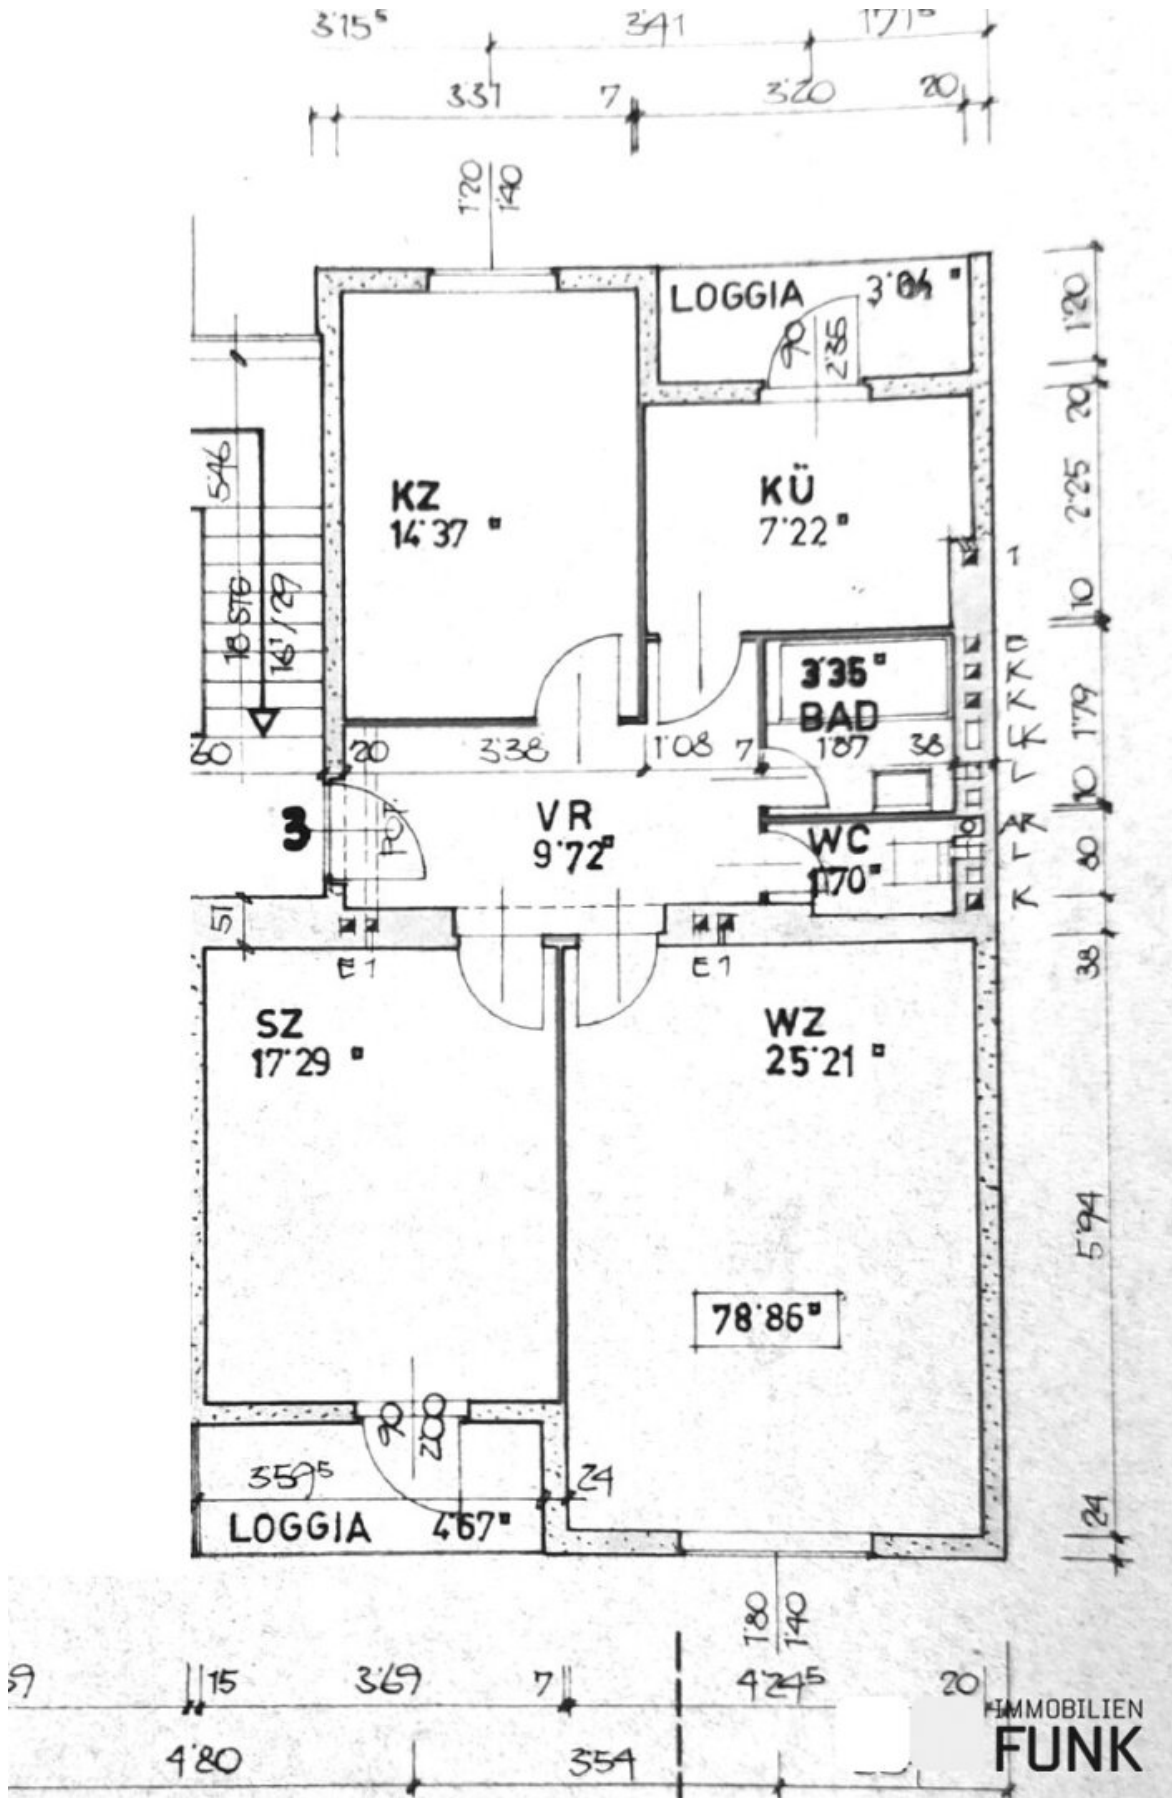 3'15⁵ 3'41 1'71⁵
3'37 7 3'20 20
1'20 1'40
LOGGIA
90 2'35
1'20
20
KZ
14'37 ▫
KÜ
7'22 ▫
2'25
10
5'46
18 STG
16¹/29
1
E
K
K
3'35 ▫
BAD
1'79
60 20 3'38 1'08 7 1'87 38
10
3
VR
9'72 ▫
WC
1'70 ▫
80
51
38
E 1 E 1
SZ
17'29 ▫
WZ
25'21 ▫
5'94
78'86 ▫
90 200
3'59⁵ 24
LOGGIA 4'67 ▫
24
1'80 1'40
15 3'69 7 4'24⁵ 20
4'80 3'54
IMMOBILIEN
FUNK